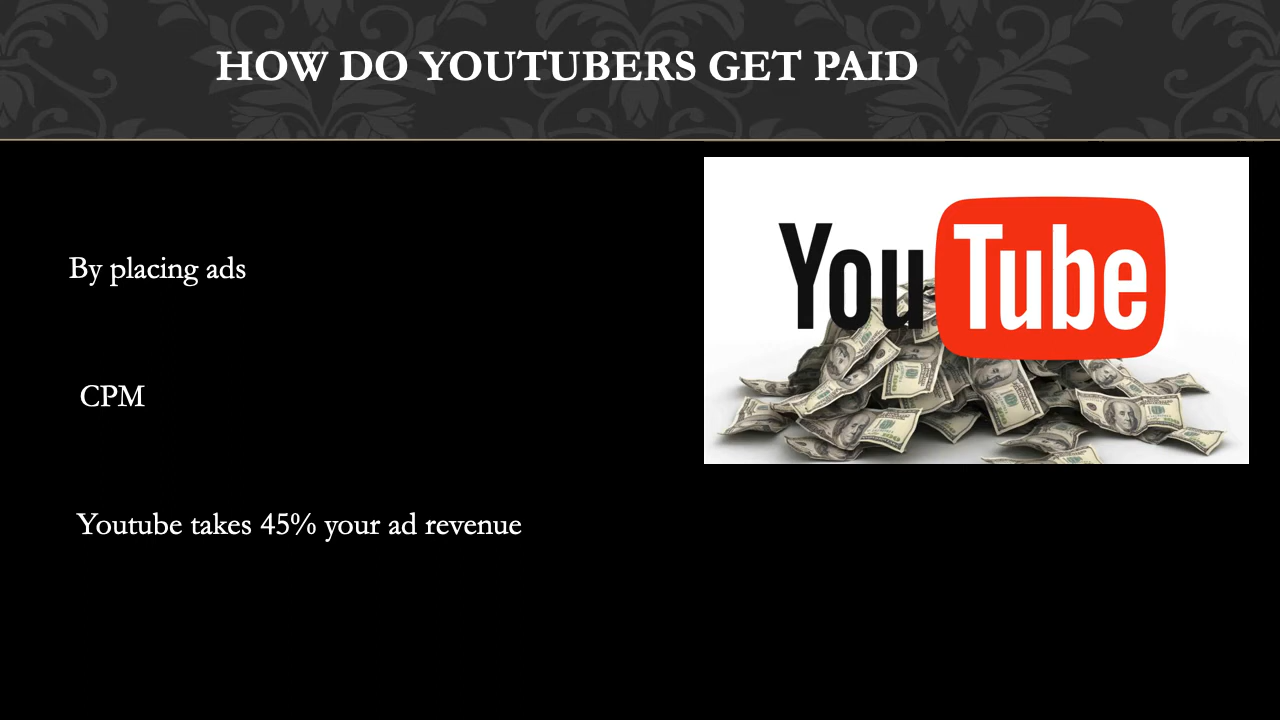 HOW DO YOUTUBERS GET PAID
By placing ads
CPM
Youtube takes 45% your ad revenue
YouTube